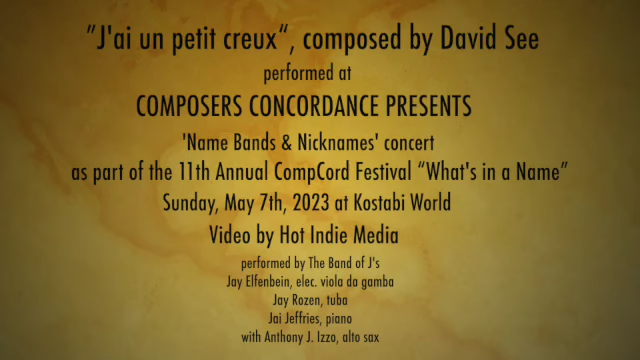 ”J'ai un petit creux“, composed by David See
performed at
COMPOSERS CONCORDANCE PRESENTS
'Name Bands & Nicknames' concert
as part of the 11th Annual CompCord Festival “What's in a Name”
Sunday, May 7th, 2023 at Kostabi World
Video by Hot Indie Media
performed by The Band of J's
Jay Elfenbein, elec. viola da gamba
Jay Rozen, tuba
Jai Jeffries, piano
with Anthony J. Izzo, alto sax